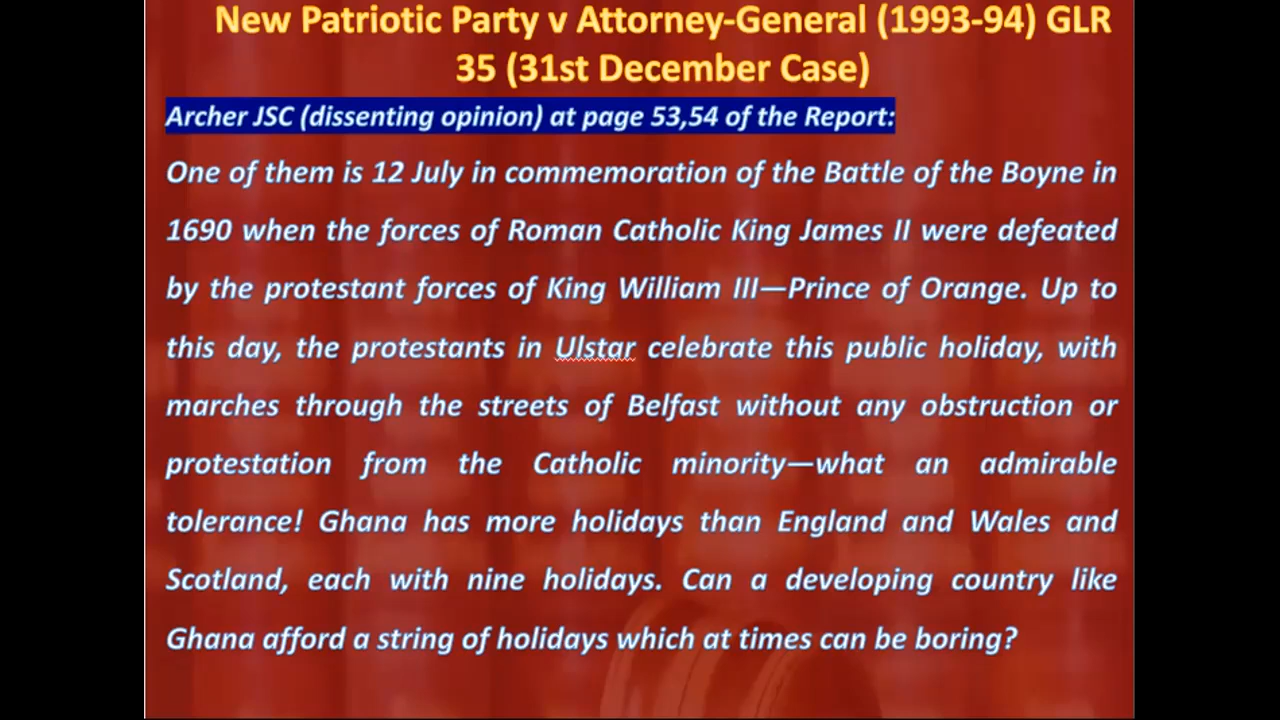 New Patriotic Party v Attorney-General (1993-94) GLR
35 (31st December Case)
Archer JSC (dissenting opinion) at page 53,54 of the Report:
One of them is 12 July in commemoration of the Battle of the Boyne in
1690 when the forces of Roman Catholic King James II were defeated
by the protestant forces of King William III—Prince of Orange. Up to
this day, the protestants in Ulstar celebrate this public holiday, with
marches through the streets of Belfast without any obstruction or
protestation from the Catholic minority—what an admirable
tolerance! Ghana has more holidays than England and Wales and
Scotland, each with nine holidays. Can a developing country like
Ghana afford a string of holidays which at times can be boring?